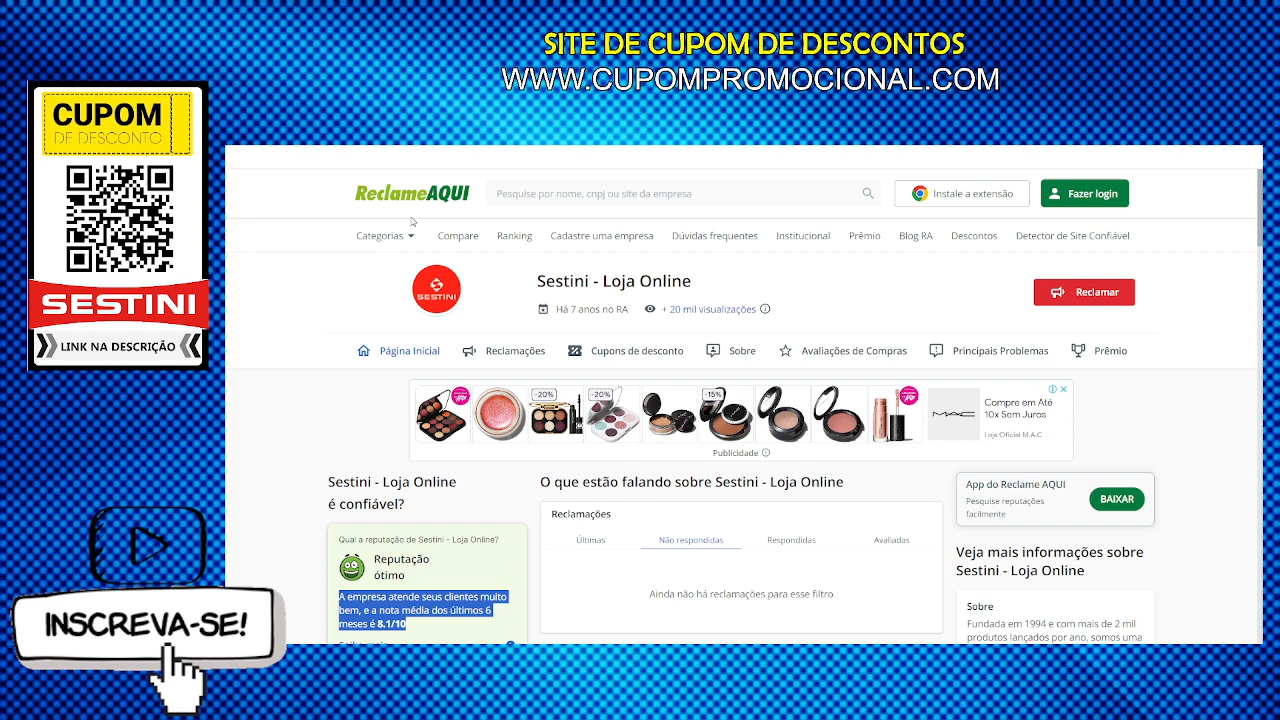 SITE DE CUPOM DE DESCONTOS
WWW.CUPOMPROMOCIONAL.COM
CUPOM
DE DESCONTO
SESTINI
LINK NA DESCRIÇÃO
INSCREVA-SE!
ReclameAQUI
Pesquise por nome, cnpj ou site da empresa
Instale a extensão
Fazer login
Categorias
Compare
Ranking
Cadastre uma empresa
Dúvidas frequentes
Institucional
Prêmio
Blog RA
Descontos
Detector de Site Confiável
SESTINI
Sestini - Loja Online
Há 7 anos no RA
+ 20 mil visualizações
Reclamar
Página Inicial
Reclamações
Cupons de desconto
Sobre
Avaliações de Compras
Principais Problemas
Prêmio
-20%
-20%
-15%
MAC
Compre em Até
10x Sem Juros
Loja Oficial M.A.C.
Publicidade
Sestini - Loja Online
é confiável?
Qual a reputação de Sestini - Loja Online?
Reputação
ótimo
A empresa atende seus clientes muito
bem, e a nota média dos últimos 6
meses é 8.1/10
O que estão falando sobre Sestini - Loja Online
Reclamações
Últimas
Não respondidas
Respondidas
Avaliadas
Ainda não há reclamações para esse filtro
App do Reclame AQUI
Pesquise reputações
facilmente
BAIXAR
Veja mais informações sobre
Sestini - Loja Online
Sobre
Fundada em 1994 e com mais de 2 mil
produtos lançados por ano, somos uma